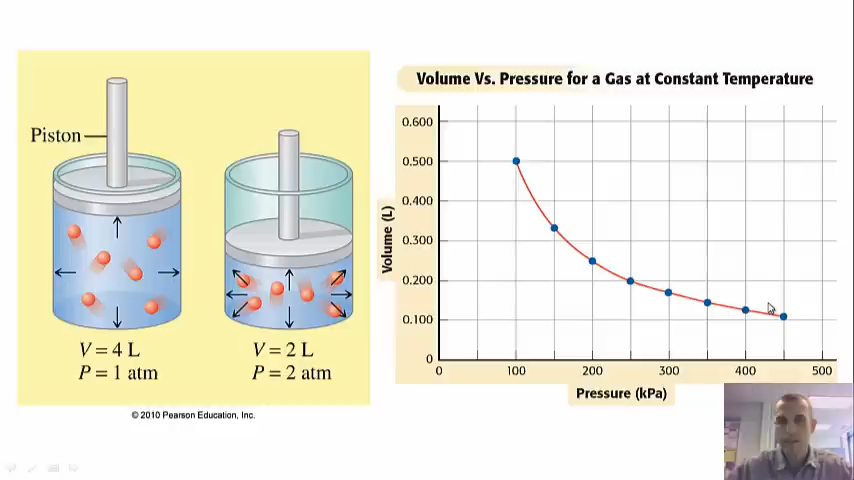 Piston
V = 4 L
P = 1 atm
V = 2 L
P = 2 atm
© 2010 Pearson Education, Inc.
Volume Vs. Pressure for a Gas at Constant Temperature
Volume (L)
0.600
0.500
0.400
0.300
0.200
0.100
0
0 100 200 300 400 500
Pressure (kPa)